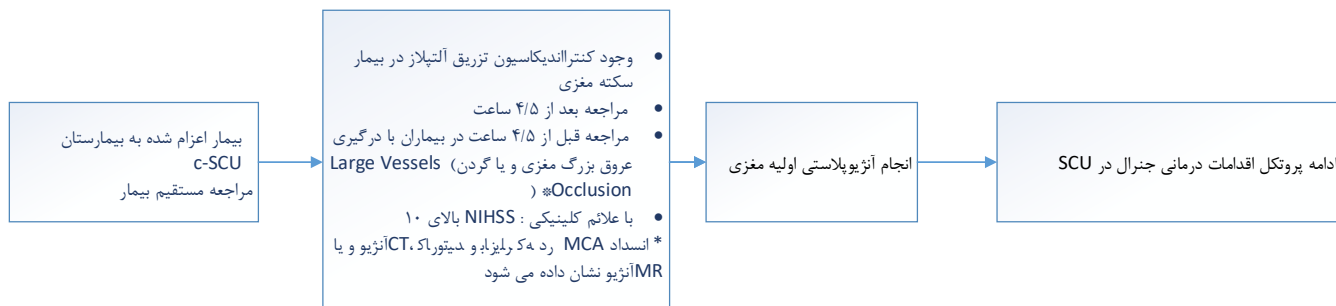 بیمار اعزام شده به بیمارستان
c-SCU
مراجعه مستقیم بیمار
• وجود کنترااندیکاسیون تزریق آلتپلاز در بیمار
سکته مغزی
• مراجعه بعد از ۴/۵ ساعت
• مراجعه قبل از ۴/۵ ساعت در بیماران با درگیری
عروق بزرگ مغزی و یا گردن (Large Vessels
Occlusion* )
• با علائم کلینیکی : NIHSS بالای ۱۰
* انسداد MCA CTآنژیو و یا
MRآنژیو نشان داده می شود
انجام آنژیوپلاستی اولیه مغزی
ادامه پروتکل اقدامات درمانی جنرال در SCU